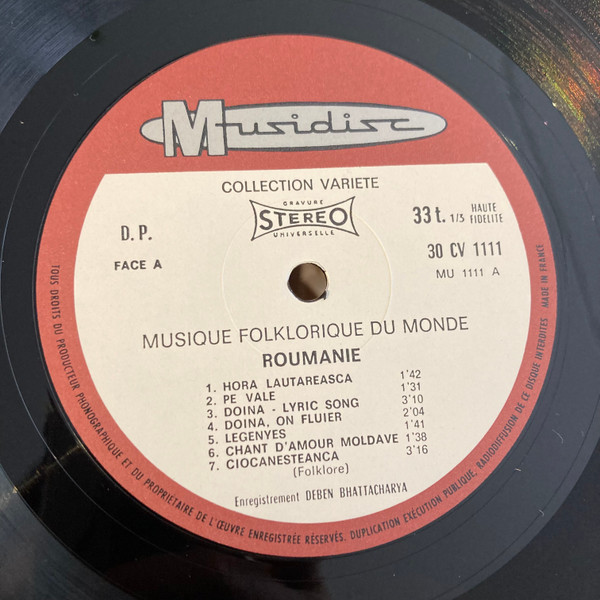 Musidisc
COLLECTION VARIETE
GRAVURE
STEREO
UNIVERSELLE
D.P.
FACE A
33 t. 1/3 HAUTE FIDELITE
30 CV 1111
MU 1111 A
MUSIQUE FOLKLORIQUE DU MONDE
ROUMANIE
1. HORA LAUTAREASCA 1'42
2. PE VALE 1'31
3. DOINA - LYRIC SONG 3'10
4. DOINA, ON FLUIER 2'04
5. LEGENYES 1'41
6. CHANT D'AMOUR MOLDAVE 1'38
7. CIOCANESTEANCA 3'16
(Folklore)
Enregistrement DEBEN BHATTACHARYA
TOUS DROITS DU PRODUCTEUR PHONOGRAPHIQUE ET DU PROPRIETAIRE DE L'ŒUVRE ENREGISTRÉE RÉSERVÉS. DUPLICATION EXÉCUTION PUBLIQUE, RADIODIFFUSION DE CE DISQUE INTERDITES MADE IN FRANCE